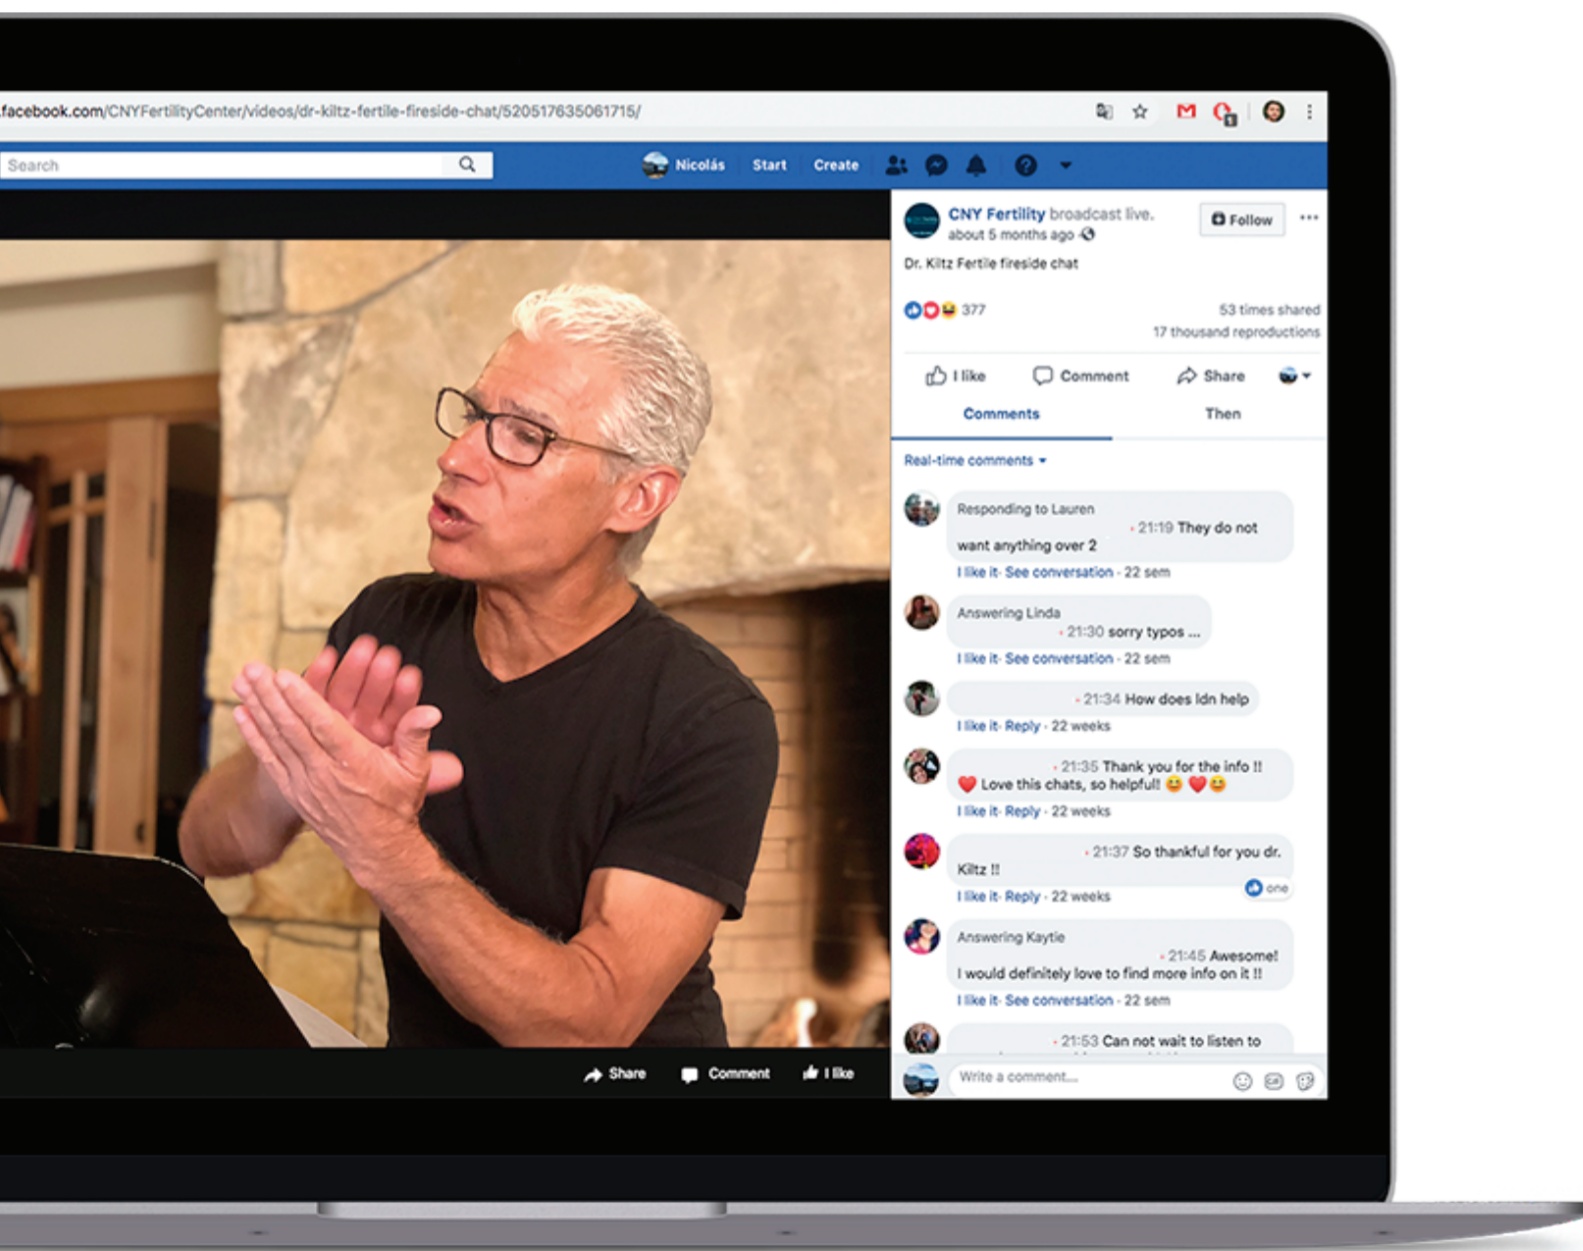 .facebook.com/CNYFertilityCenter/videos/dr-kiltz-fertile-fireside-chat/520517635061715/
1
Search
Nicolás Start Create
CNY Fertility broadcast live.
about 5 months ago
Follow
Dr. Kiltz Fertile fireside chat
377
53 times shared
17 thousand reproductions
I like Comment Share
Comments Then
Real-time comments
Responding to Lauren
• 21:19 They do not
want anything over 2
I like it· See conversation · 22 sem
Answering Linda
• 21:30 sorry typos ...
I like it· See conversation · 22 sem
• 21:34 How does ldn help
I like it· Reply · 22 weeks
• 21:35 Thank you for the info !!
❤️ Love this chats, so helpful! 😊 ❤️😊
I like it· Reply · 22 weeks
• 21:37 So thankful for you dr.
Kiltz !!
one
I like it· Reply · 22 weeks
Answering Kaytie
• 21:45 Awesome!
I would definitely love to find more info on it !!
I like it· See conversation · 22 sem
• 21:53 Can not wait to listen to
Write a comment...
GIF
Share Comment I like